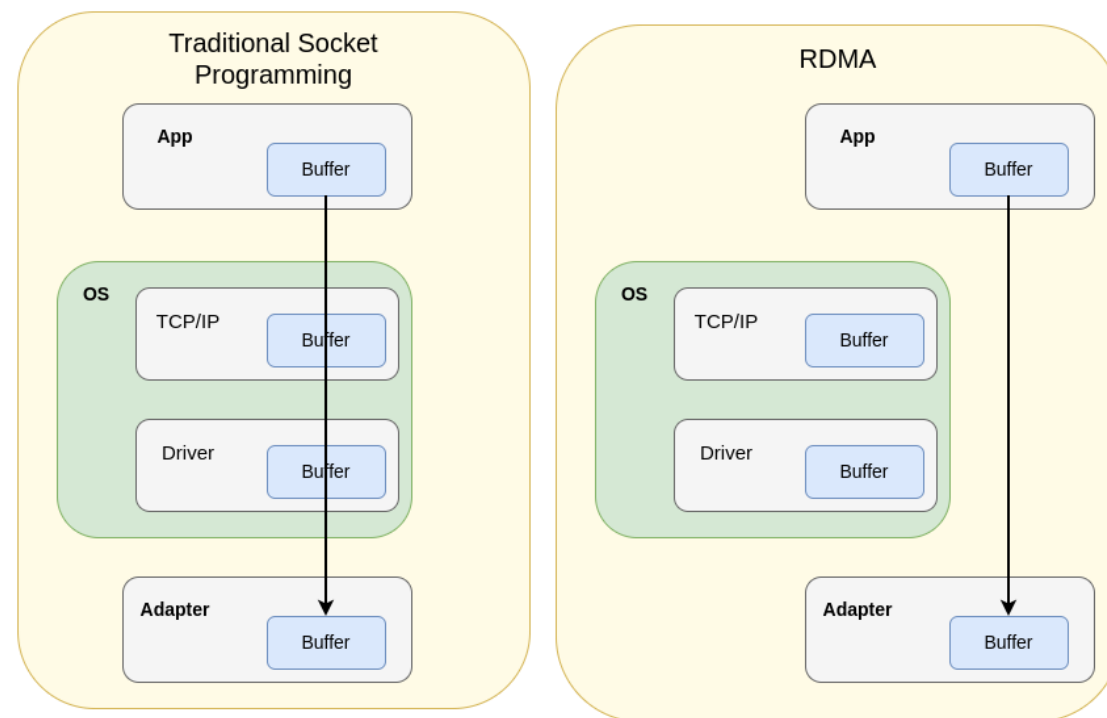 Traditional Socket
Programming
App
Buffer
OS
TCP/IP
Buffer
Driver
Buffer
Adapter
Buffer
RDMA
App
Buffer
OS
TCP/IP
Buffer
Driver
Buffer
Adapter
Buffer